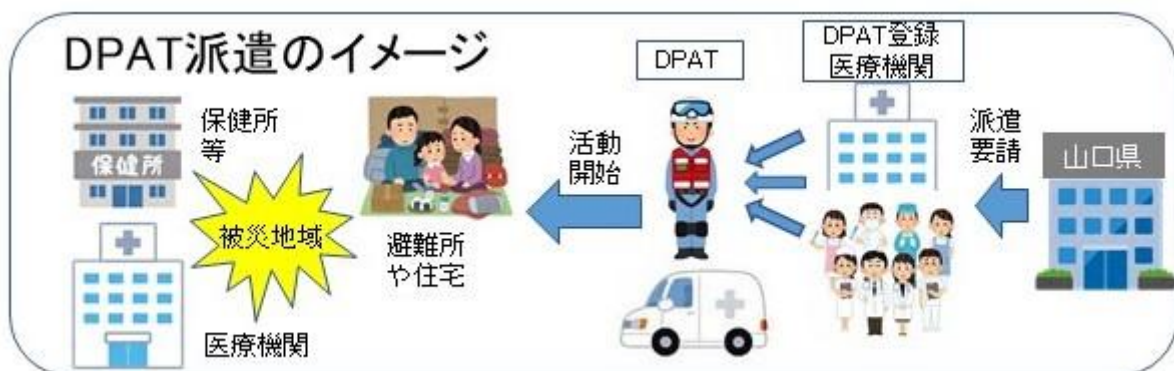 DPAT派遣のイメージ
保健所
等
保健所
被災地域
医療機関
避難所
や住宅
活動
開始
DPAT
DPAT登録
医療機関
派遣
要請
山口県